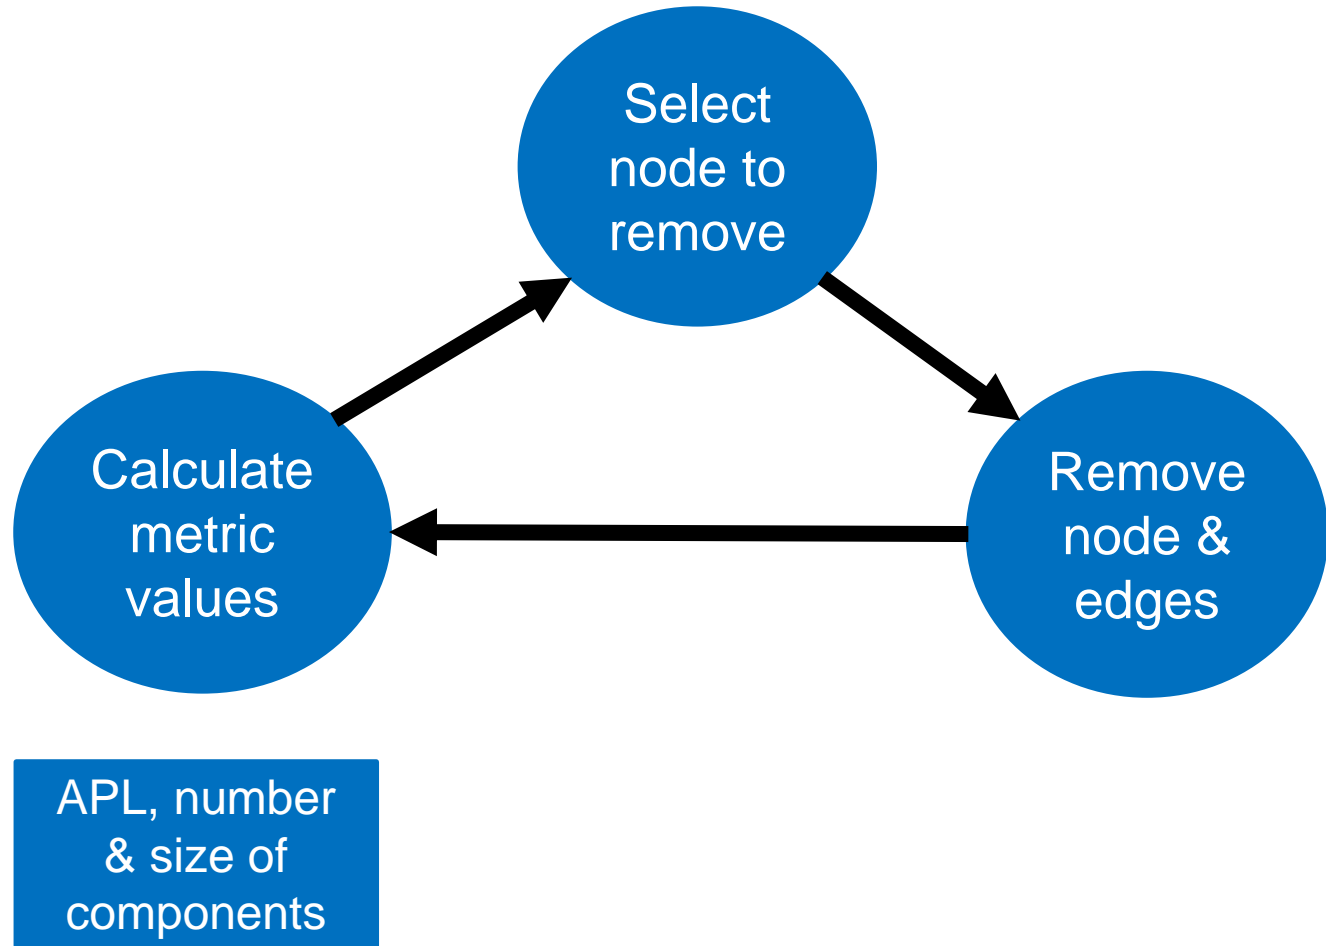 Select
node to
remove
Calculate
metric
values
Remove
node &
edges
APL, number
& size of
components